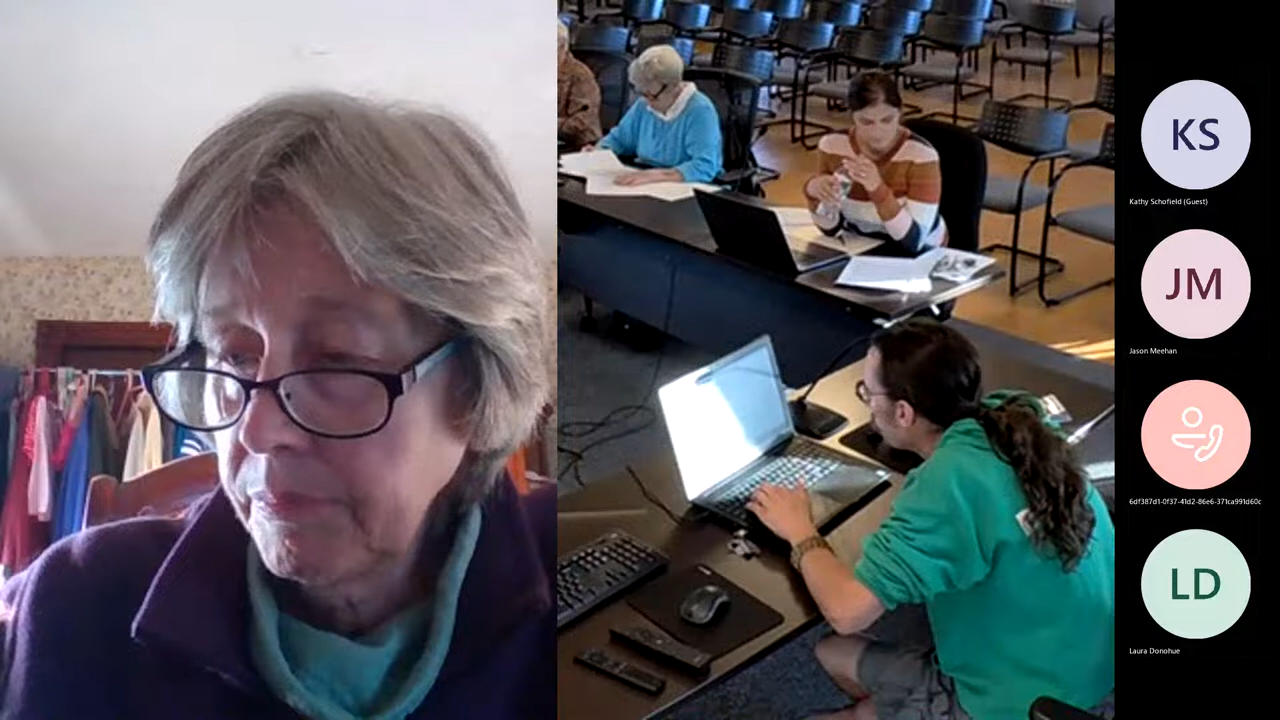 KS
Kathy Schofield (Guest)
JM
Jason Meehan
6df387d1-0f37-41d2-86e6-371ca991d60c
LD
Laura Donohue